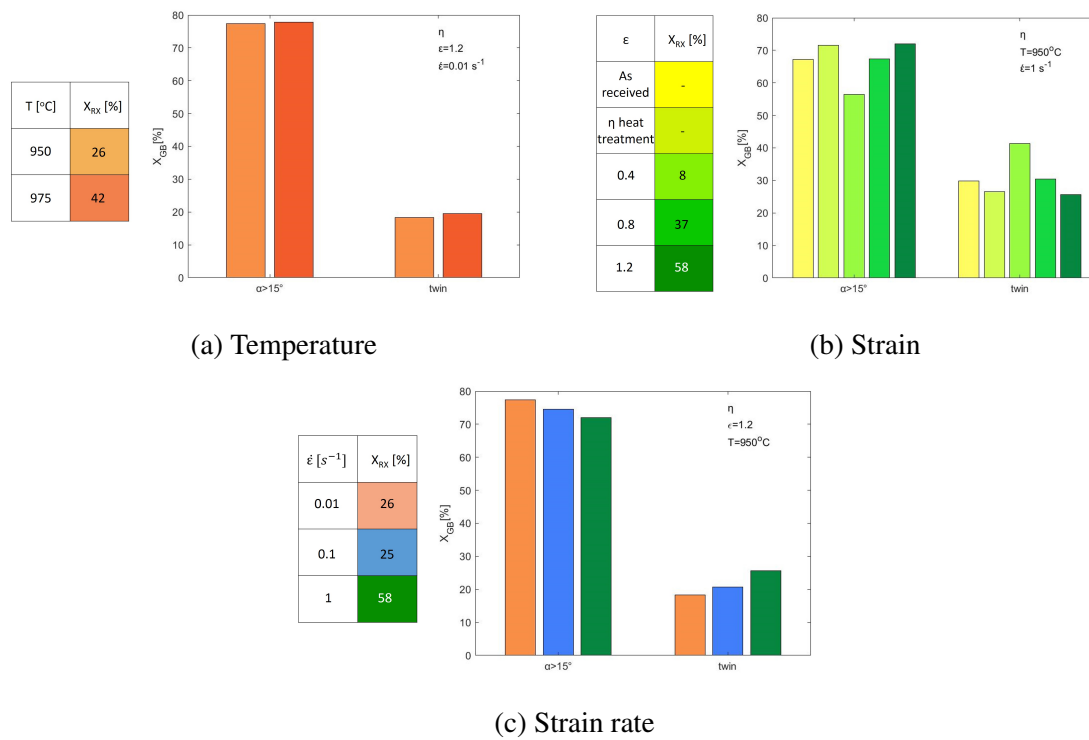 T [°C] X_RX [%]
950 26
975 42
X_GB[%]
80
70
60
50
40
30
20
10
0
η
ε=1.2
ε̇=0.01 s⁻¹
α>15° twin
(a) Temperature
ε X_RX [%]
As received -
η heat treatment -
0.4 8
0.8 37
1.2 58
X_GB[%]
80
70
60
50
40
30
20
10
0
η
T=950°C
ε̇=1 s⁻¹
α>15° twin
(b) Strain
ε̇ [s⁻¹] X_RX [%]
0.01 26
0.1 25
1 58
X_GB[%]
80
70
60
50
40
30
20
10
0
η
ϵ=1.2
T=950°C
α>15° twin
(c) Strain rate